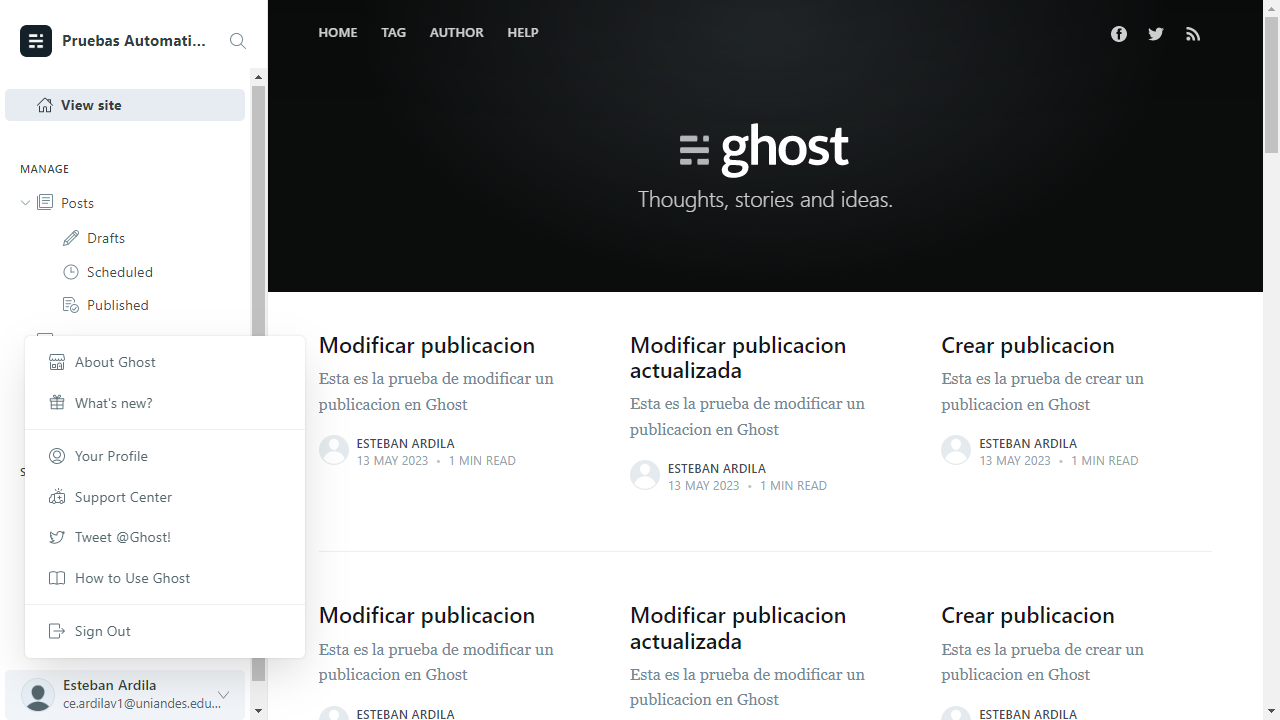 Pruebas Automati...
View site
MANAGE
Posts
Drafts
Scheduled
Published
About Ghost
What's new?
Your Profile
Support Center
Tweet @Ghost!
How to Use Ghost
Sign Out
Esteban Ardila
ce.ardilav1@uniandes.edu...
HOME TAG AUTHOR HELP
ghost
Thoughts, stories and ideas.
Modificar publicacion
Esta es la prueba de modificar un
publicacion en Ghost
ESTEBAN ARDILA
13 MAY 2023 • 1 MIN READ
Modificar publicacion
actualizada
Esta es la prueba de modificar un
publicacion en Ghost
ESTEBAN ARDILA
13 MAY 2023 • 1 MIN READ
Crear publicacion
Esta es la prueba de crear un
publicacion en Ghost
ESTEBAN ARDILA
13 MAY 2023 • 1 MIN READ
Modificar publicacion
Esta es la prueba de modificar un
publicacion en Ghost
ESTEBAN ARDILA
Modificar publicacion
actualizada
Esta es la prueba de modificar un
publicacion en Ghost
Crear publicacion
Esta es la prueba de crear un
publicacion en Ghost
ESTEBAN ARDILA